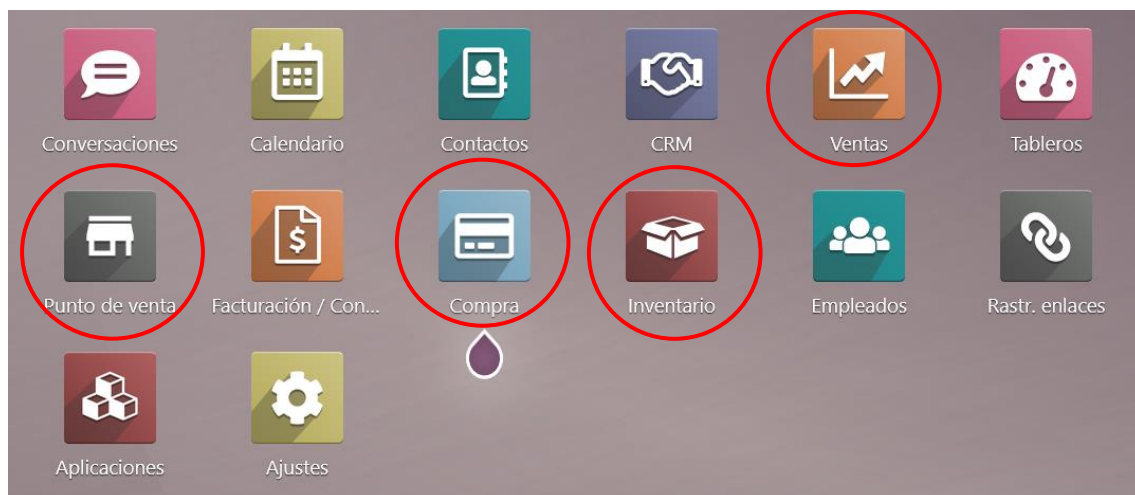 Conversaciones
Calendario
Contactos
CRM
Ventas
Tableros
Punto de venta
Facturación / Con...
Compra
Inventario
Empleados
Rastr. enlaces
Aplicaciones
Ajustes